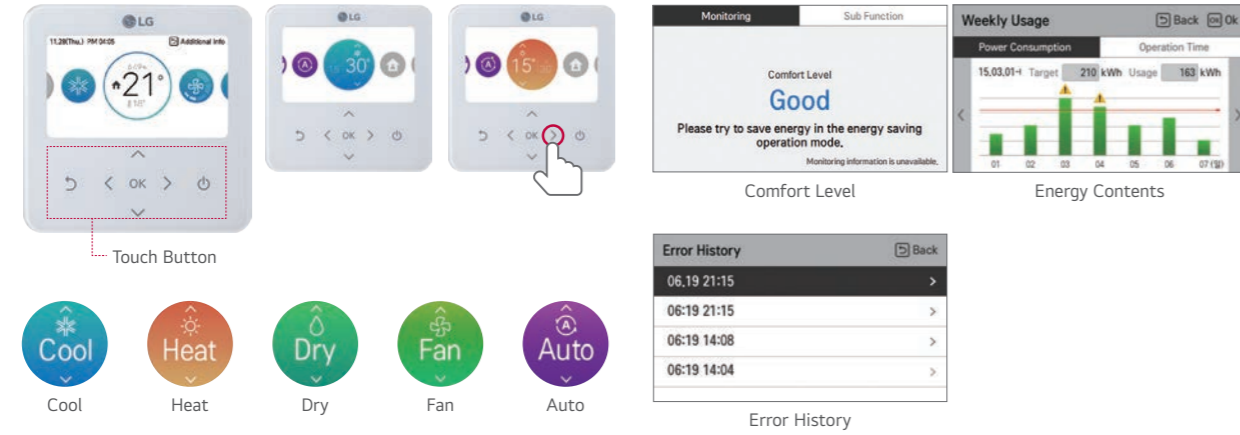 LG
11,28(Thu.) PM 04:05
Additional Info
21°
18°
OK
Touch Button
LG
30°
OK
LG
15°
OK
Cool
Heat
Dry
Fan
Auto
Cool
Heat
Dry
Fan
Auto
Monitoring
Sub Function
Comfort Level
Good
Please try to save energy in the energy saving
operation mode.
Monitoring information is unavailable.
Comfort Level
Weekly Usage
Back
OK Ok
Power Consumption
Operation Time
Target 210 kWh Usage 163 kWh
01 02 03 04 05 06 07 (일)
Energy Contents
Error History
Back
06.19 21:15
06:19 21:15
06:19 14:08
06:19 14:04
Error History